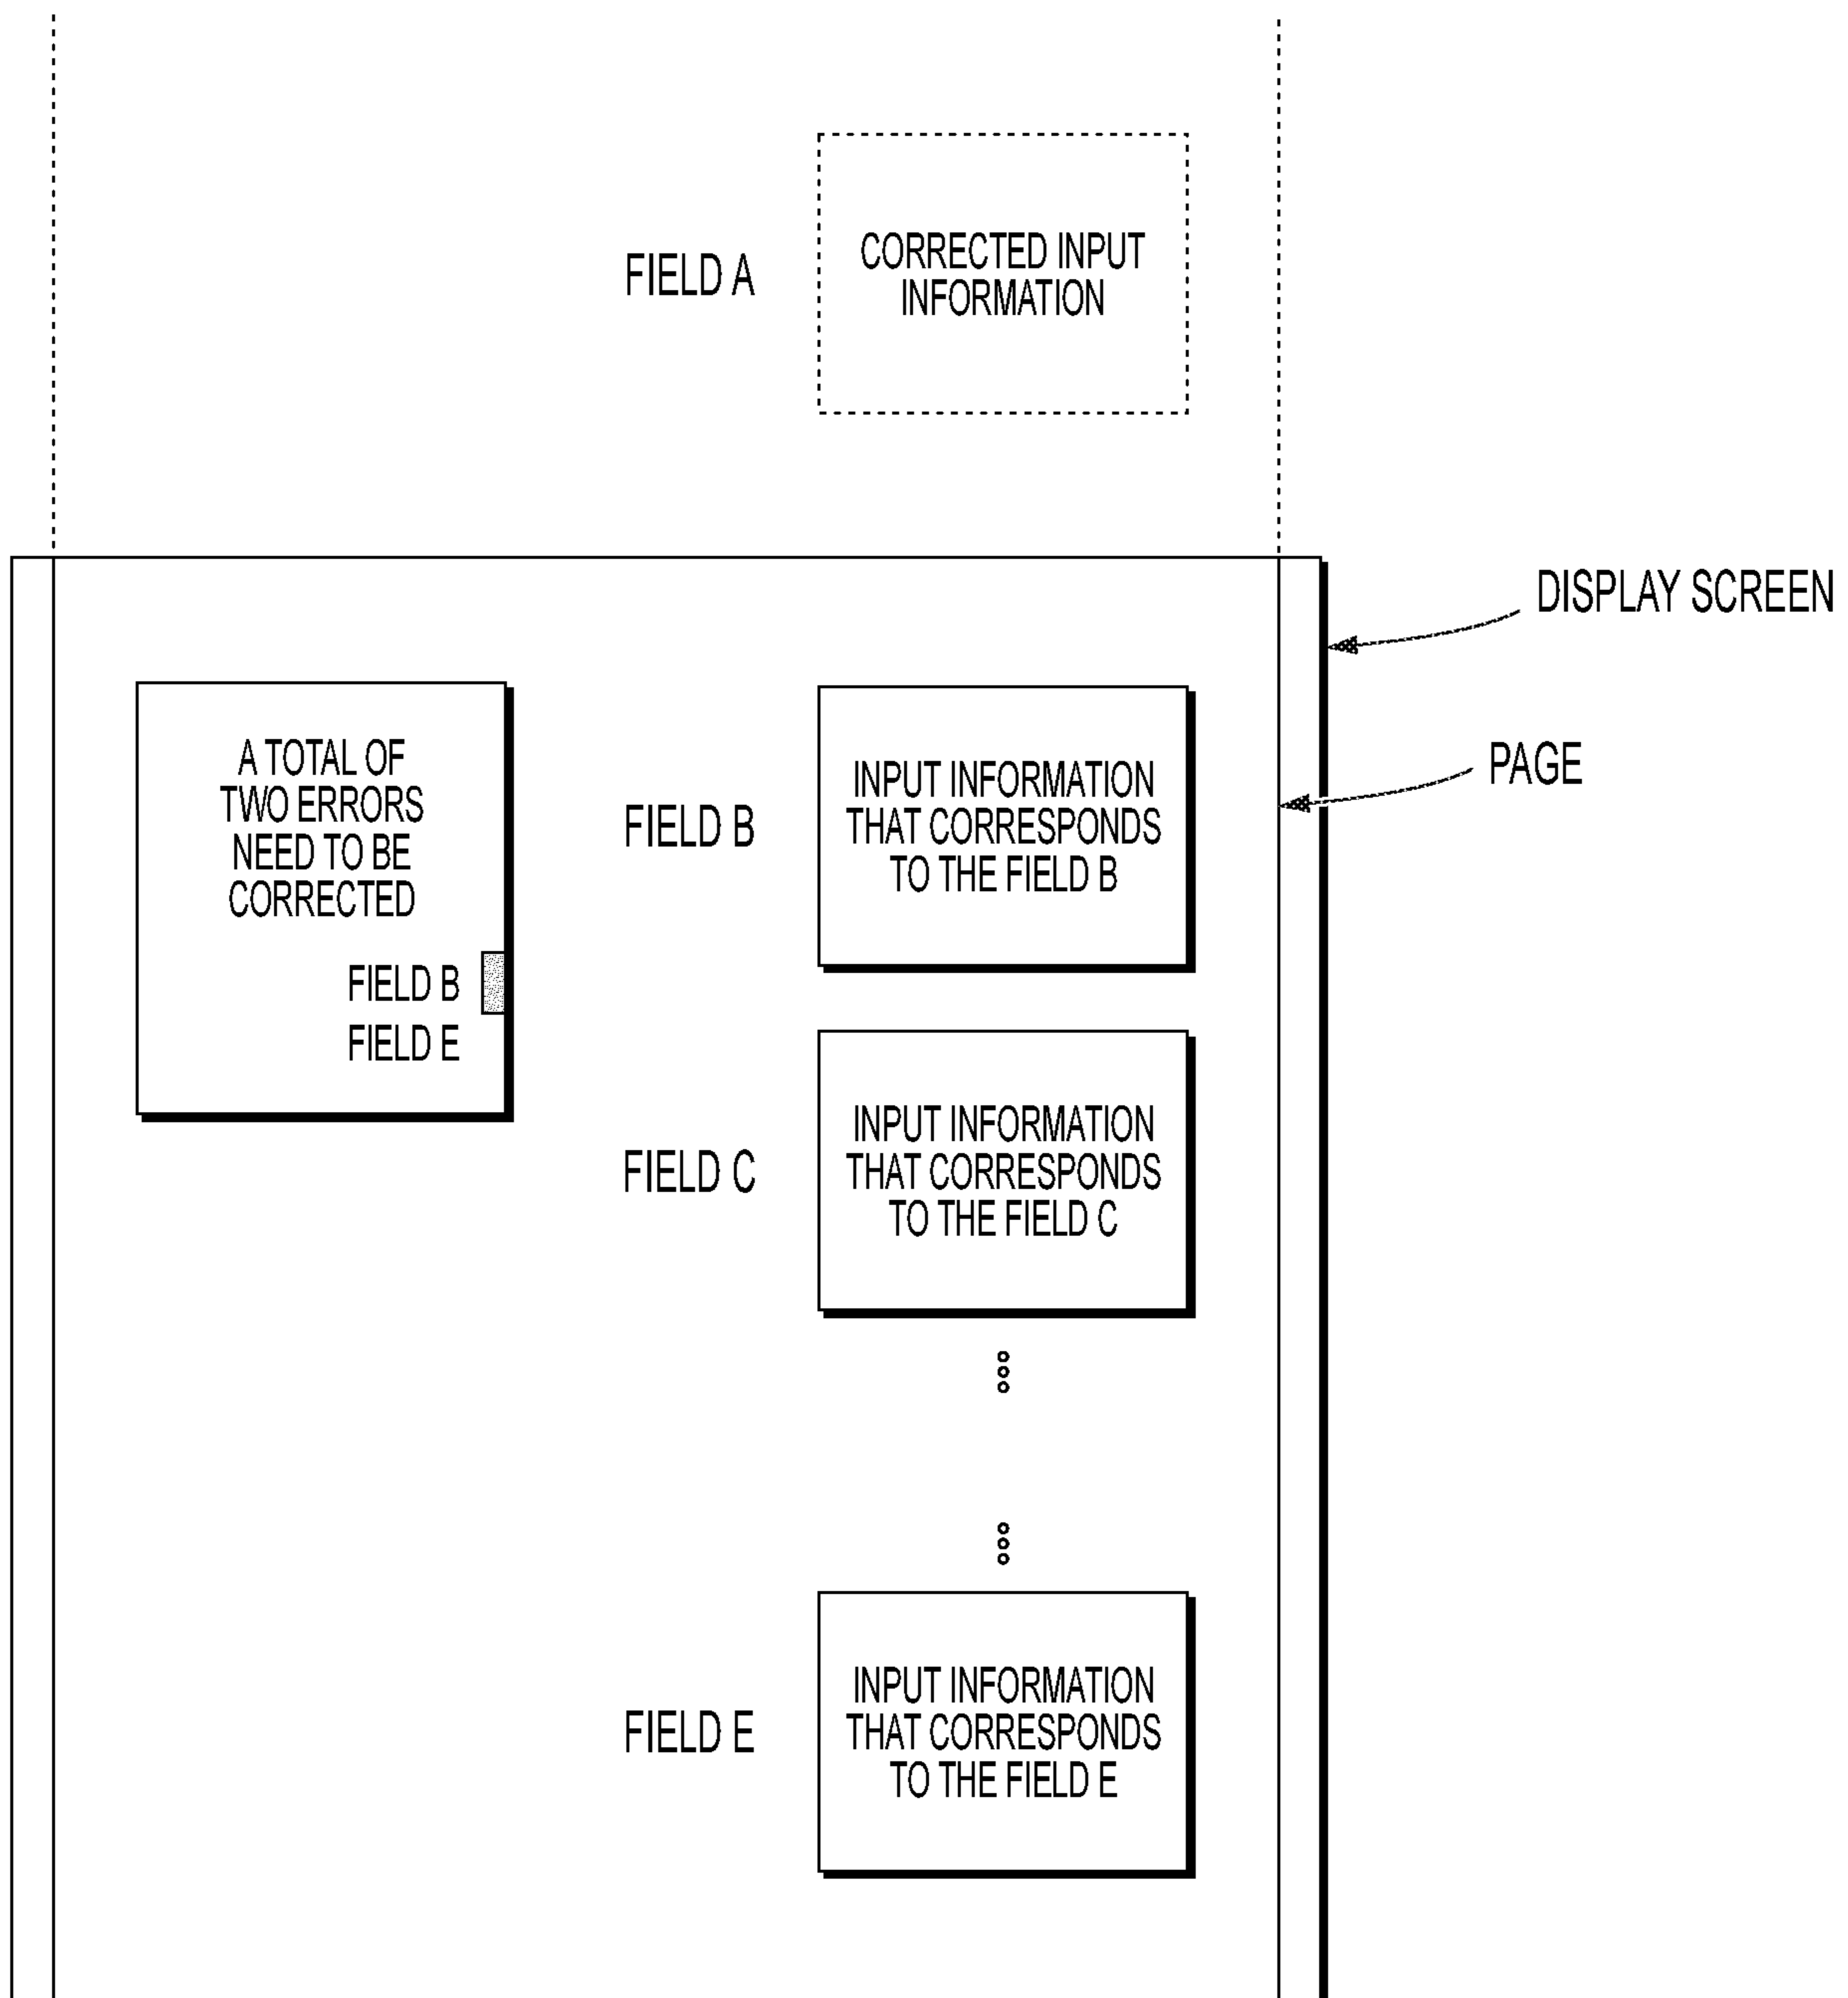 FIELD A
CORRECTED INPUT
INFORMATION
DISPLAY SCREEN
PAGE
A TOTAL OF
TWO ERRORS
NEED TO BE
CORRECTED
FIELD B
FIELD E
FIELD B
INPUT INFORMATION
THAT CORRESPONDS
TO THE FIELD B
FIELD C
INPUT INFORMATION
THAT CORRESPONDS
TO THE FIELD C
FIELD E
INPUT INFORMATION
THAT CORRESPONDS
TO THE FIELD E